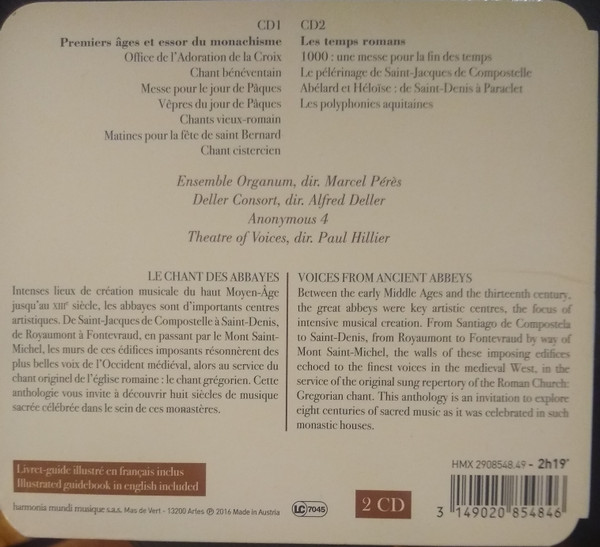 CD1
Premiers âges et essor du monachisme
Office de l'Adoration de la Croix
Chant bénéventain
Messe pour le jour de Pâques
Vêpres du jour de Pâques
Chants vieux-romain
Matines pour la fête de saint Bernard
Chant cistercien
CD2
Les temps romans
1000 : une messe pour la fin des temps
Le pélérinage de Saint-Jacques de Compostelle
Abélard et Héloïse : de Saint-Denis à Paraclet
Les polyphonies aquitaines
Ensemble Organum, dir. Marcel Pérès
Deller Consort, dir. Alfred Deller
Anonymous 4
Theatre of Voices, dir. Paul Hillier
LE CHANT DES ABBAYES
Intenses lieux de création musicale du haut Moyen-Âge
jusqu'au XIIIe siècle, les abbayes sont d'importants centres
artistiques. De Saint-Jacques de Compostelle à Saint-Denis,
de Royaumont à Fontevraud, en passant par le Mont Saint-
Michel, les murs de ces édifices imposants résonnèrent des
plus belles voix de l'Occident médiéval, alors au service du
chant originel de l'église romaine : le chant grégorien. Cette
anthologie vous invite à découvrir huit siècles de musique
sacrée célébrée dans le sein de ces monastères.
VOICES FROM ANCIENT ABBEYS
Between the early Middle Ages and the thirteenth century,
the great abbeys were key artistic centres, the focus of
intensive musical creation. From Santiago de Compostela
to Saint-Denis, from Royaumont to Fontevraud by way of
Mont Saint-Michel, the walls of these imposing edifices
echoed to the finest voices in the medieval West, in the
service of the original sung repertory of the Roman Church:
Gregorian chant. This anthology is an invitation to explore
eight centuries of sacred music as it was celebrated in such
monastic houses.
Livret-guide illustré en français inclus
Illustrated guidebook in english included
harmonia mundi musique s.a.s. Mas de Vert - 13200 Arles ℗ 2016 Made in Austria
LC 7045
2 CD
HMX 2908548.49 - 2h19'
3 149020 854846